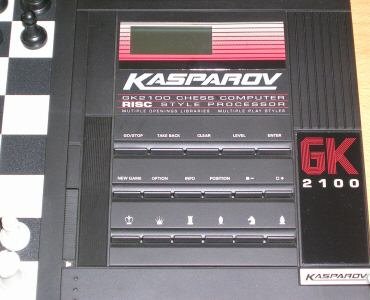 KASPAROV
GK2100 CHESS COMPUTER
RISC STYLE PROCESSOR
MUTIPLE OPENINGS LIBRARIES MULTIPLE PLAY STYLES
GO/STOP TAKE BACK CLEAR LEVEL ENTER
GK
2100
NEW GAME OPTION INFO POSITION
KASPAROV